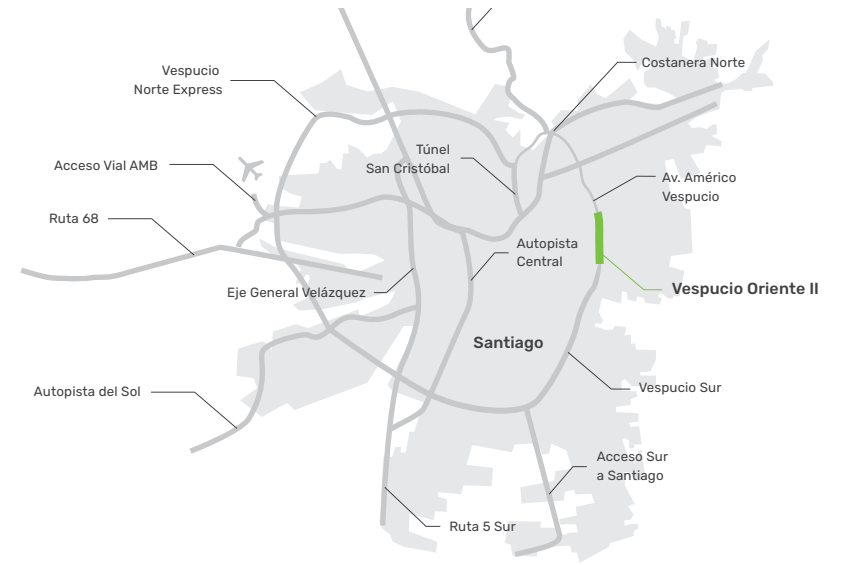 Costanera Norte
Vespucio
Norte Express
Túnel
San Cristóbal
Acceso Vial AMB
Av. Américo
Vespucio
Ruta 68
Autopista
Central
Eje General Velázquez
Vespucio Oriente II
Santiago
Vespucio Sur
Autopista del Sol
Acceso Sur
a Santiago
Ruta 5 Sur